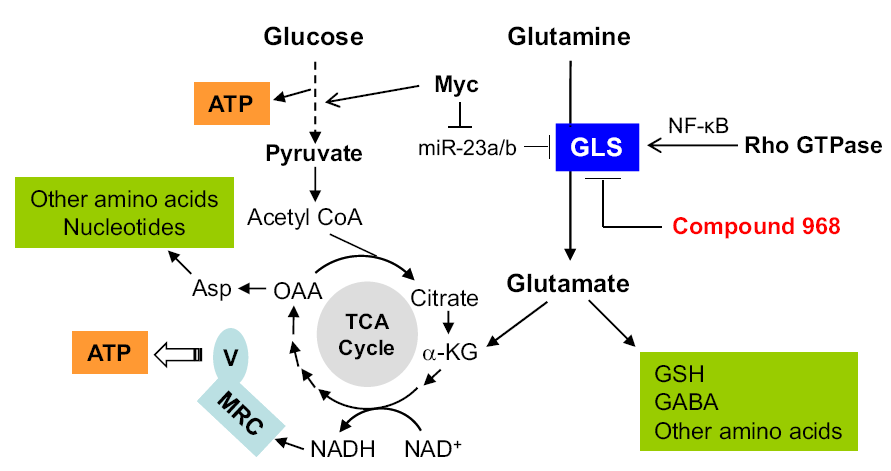 Glucose
Glutamine
ATP
Myc
NF-κB
Pyruvate
miR-23a/b
GLS
Rho GTPase
Other amino acids
Nucleotides
Acetyl CoA
Compound 968
Asp
OAA
Citrate
Glutamate
TCA
Cycle
ATP
V
α-KG
MRC
GSH
GABA
Other amino acids
NADH
NAD⁺